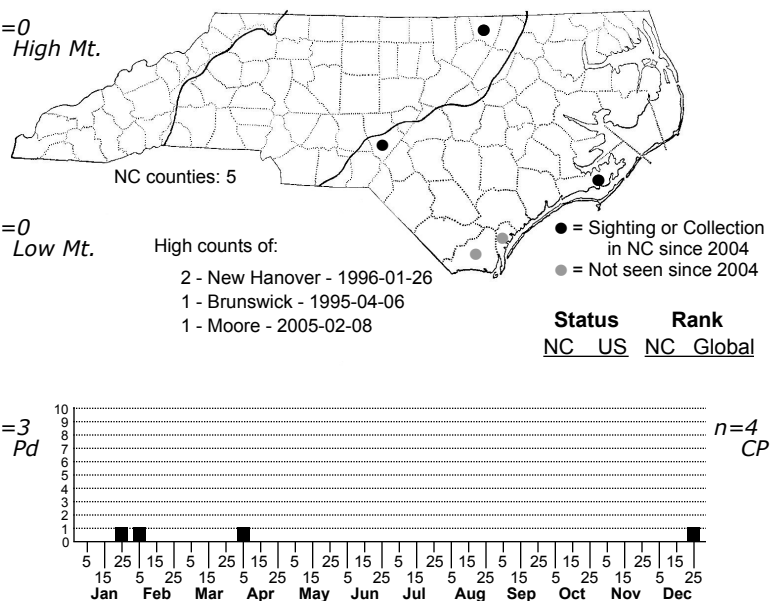 =0
High Mt.
NC counties: 5
=0
Low Mt.
High counts of:
2 - New Hanover - 1996-01-26
1 - Brunswick - 1995-04-06
1 - Moore - 2005-02-08
= Sighting or Collection
in NC since 2004
= Not seen since 2004
Status Rank
NC US NC Global
=3
Pd
n=4
CP
10
9
8
7
6
5
4
3
2
1
0
5 25 15 5 25 15 5 25 15 5 25 15 5 25 15 5 25 15
15 5 25 15 5 25 15 5 25 15 5 25 15 5 25 15 5 25
Jan Feb Mar Apr May Jun Jul Aug Sep Oct Nov Dec